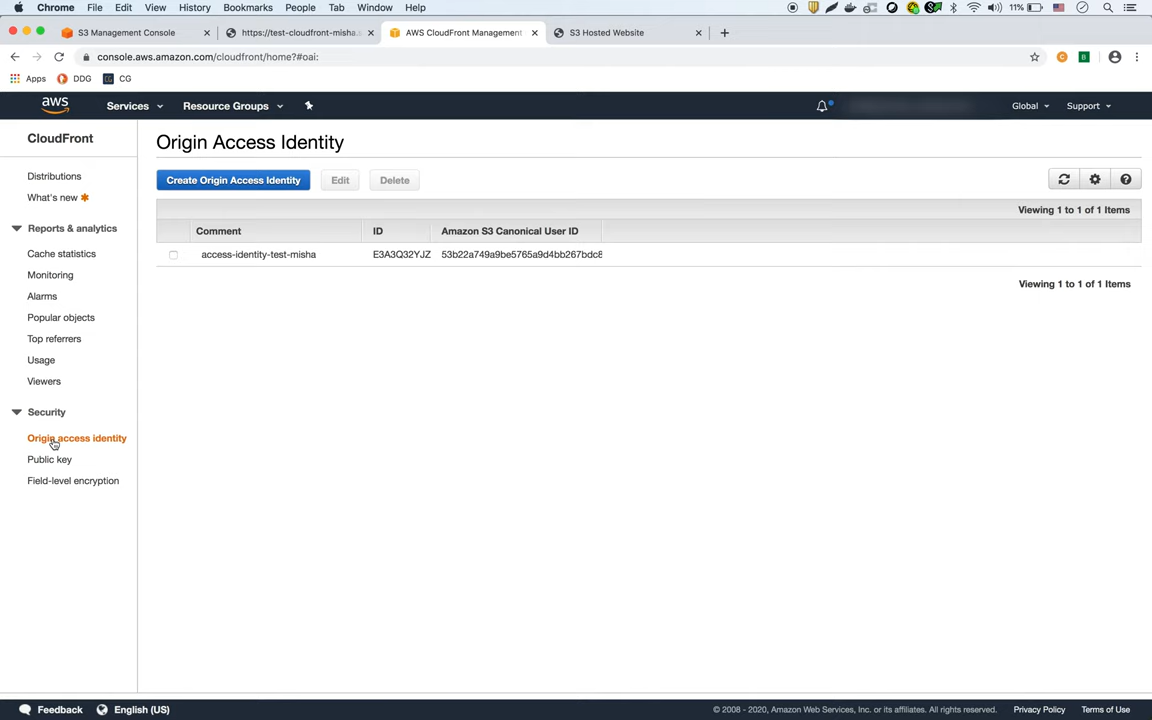 Chrome File Edit View History Bookmarks People Tab Window Help 11%
S3 Management Console
https://test-cloudfront-misha.s
AWS CloudFront Management
S3 Hosted Website
console.aws.amazon.com/cloudfront/home?#oai:
Apps DDG CG
aws Services Resource Groups Global Support
CloudFront
Distributions
What's new
Reports & analytics
Cache statistics
Monitoring
Alarms
Popular objects
Top referrers
Usage
Viewers
Security
Origin access identity
Public key
Field-level encryption
Origin Access Identity
Create Origin Access Identity Edit Delete
Viewing 1 to 1 of 1 Items
Comment ID Amazon S3 Canonical User ID
access-identity-test-misha E3A3Q32YJZ 53b22a749a9be5765a9d4bb267bdc8
Viewing 1 to 1 of 1 Items
Feedback English (US) © 2008 - 2020, Amazon Web Services, Inc. or its affiliates. All rights reserved. Privacy Policy Terms of Use